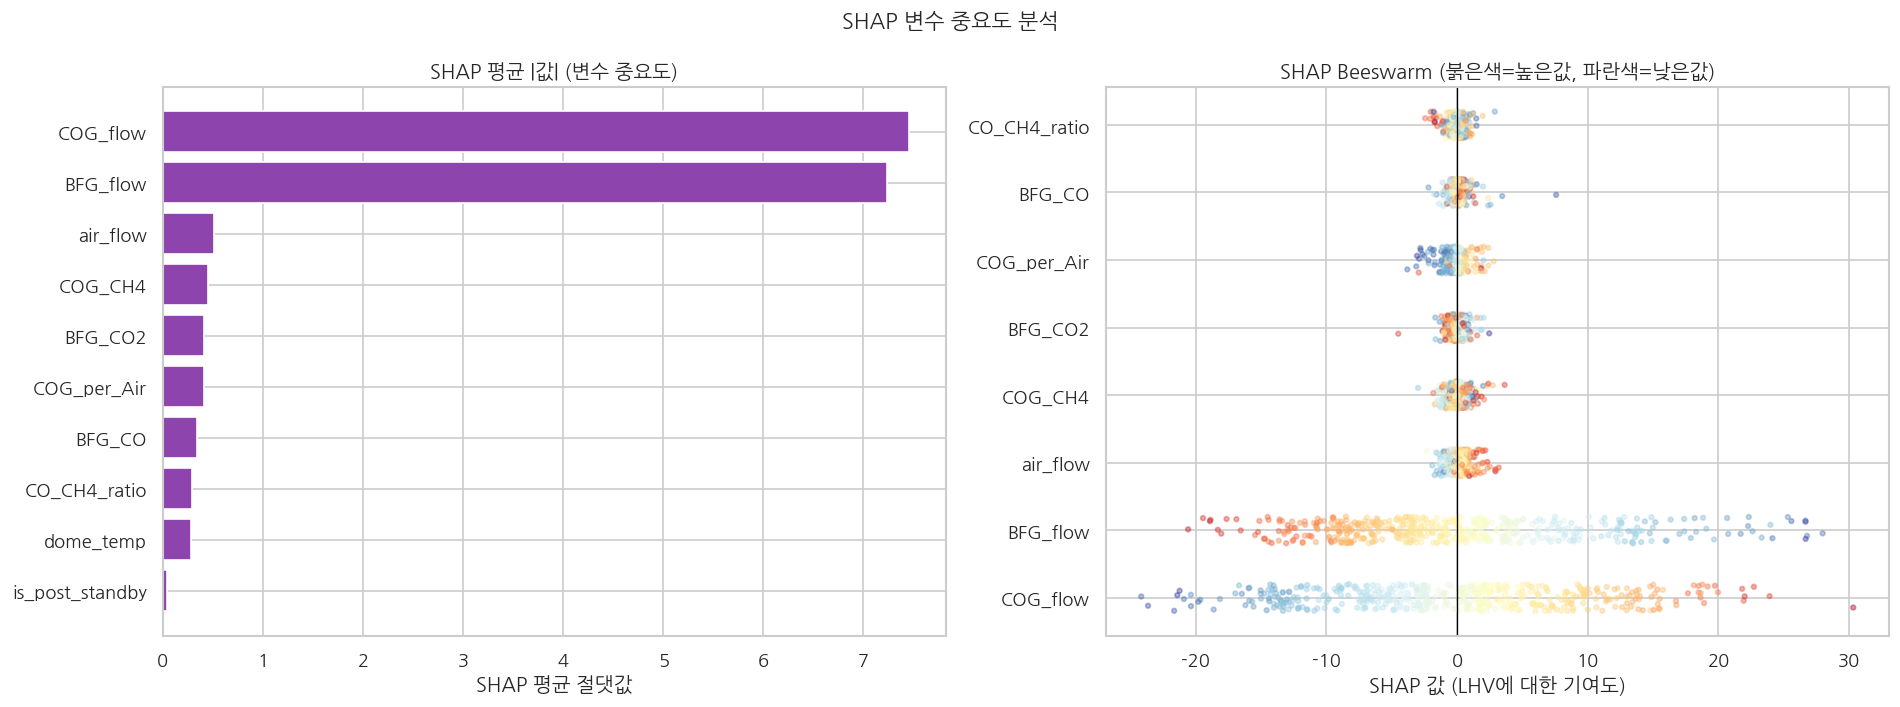 SHAP 변수 중요도 분석
SHAP 평균 |값| (변수 중요도)
COG_flow
BFG_flow
air_flow
COG_CH4
BFG_CO2
COG_per_Air
BFG_CO
CO_CH4_ratio
dome_temp
is_post_standby
0 1 2 3 4 5 6 7
SHAP 평균 절댓값
SHAP Beeswarm (붉은색=높은값, 파란색=낮은값)
CO_CH4_ratio
BFG_CO
COG_per_Air
BFG_CO2
COG_CH4
air_flow
BFG_flow
COG_flow
-20 -10 0 10 20 30
SHAP 값 (LHV에 대한 기여도)